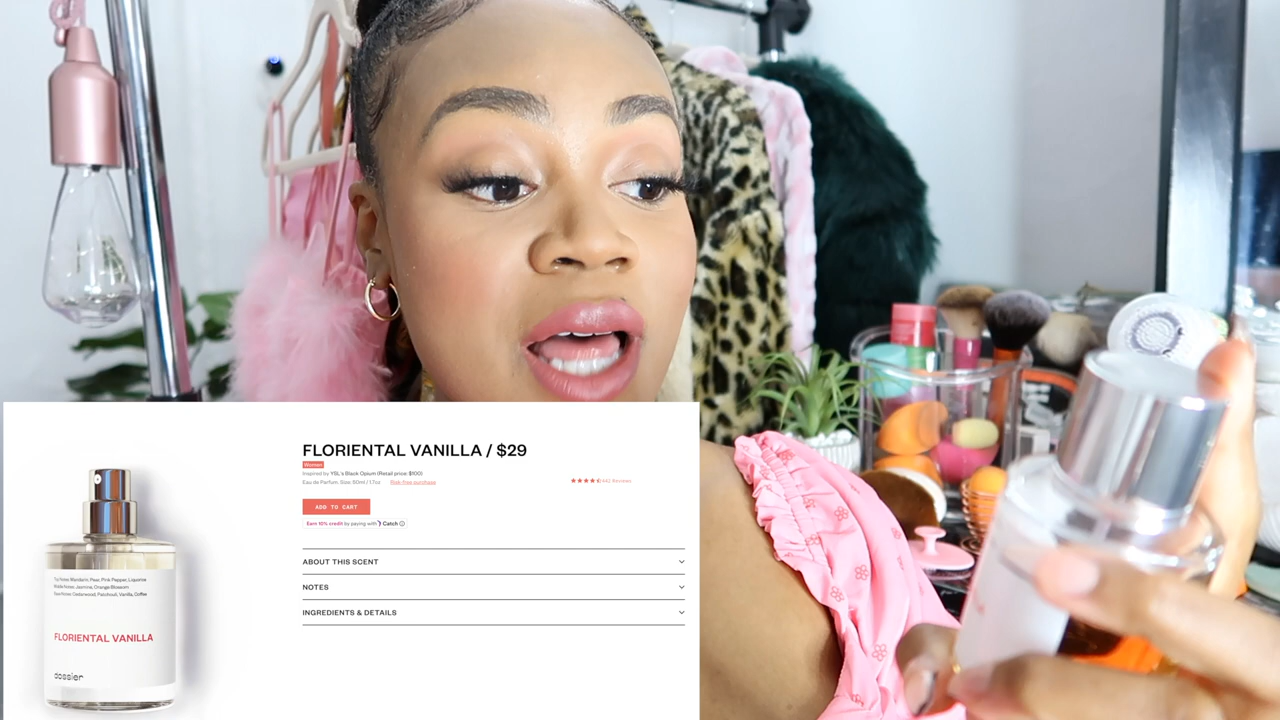 FLORIENTAL VANILLA / $29
Women
Inspired by YSL's Black Opium (Retail price: $100)
Eau de Parfum. Size: 50ml / 1.7oz
Risk-free purchase
442 Reviews
ADD TO CART
Earn 10% credit by paying with Catch
ABOUT THIS SCENT
NOTES
INGREDIENTS & DETAILS
Top Notes: Mandarin, Pear, Pink Pepper, Liquorice
Middle Notes: Jasmine, Orange Blossom
Base Notes: Cedarwood, Patchouli, Vanilla, Coffee
FLORIENTAL VANILLA
dossier